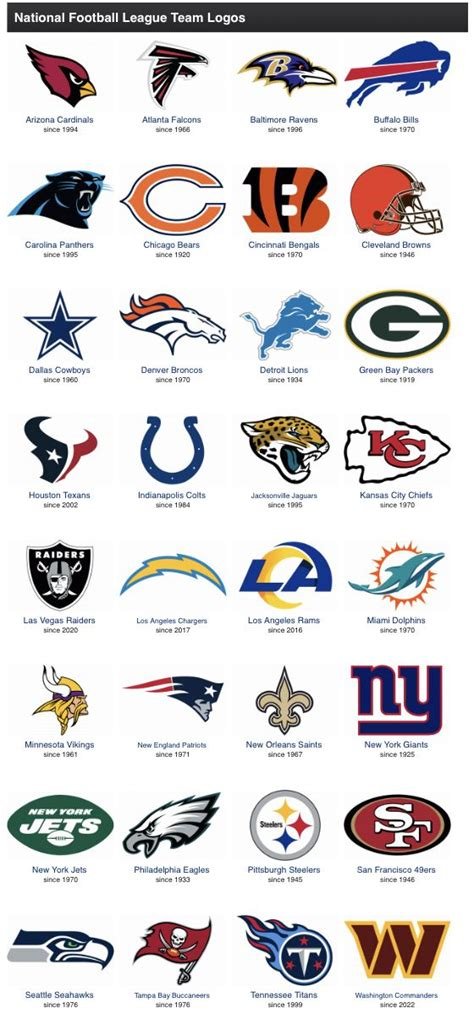 National Football League Team Logos
Arizona Cardinals
since 1994
Atlanta Falcons
since 1966
Baltimore Ravens
since 1996
Buffalo Bills
since 1970
Carolina Panthers
since 1995
Chicago Bears
since 1920
Cincinnati Bengals
since 1970
Cleveland Browns
since 1946
Dallas Cowboys
since 1960
Denver Broncos
since 1970
Detroit Lions
since 1934
Green Bay Packers
since 1919
Houston Texans
since 2002
Indianapolis Colts
since 1984
Jacksonville Jaguars
since 1995
KC
Kansas City Chiefs
since 1970
RAIDERS
Las Vegas Raiders
since 2020
Los Angeles Chargers
since 2017
LA
Los Angeles Rams
since 2016
Miami Dolphins
since 1970
Minnesota Vikings
since 1961
New England Patriots
since 1971
New Orleans Saints
since 1967
ny
New York Giants
since 1925
NEW YORK
JETS
New York Jets
since 1970
Philadelphia Eagles
since 1933
Steelers
Pittsburgh Steelers
since 1945
SF
San Francisco 49ers
since 1946
Seattle Seahawks
since 1976
Tampa Bay Buccaneers
since 1976
T
Tennessee Titans
since 1999
W
Washington Commanders
since 2022
B
B
C
G